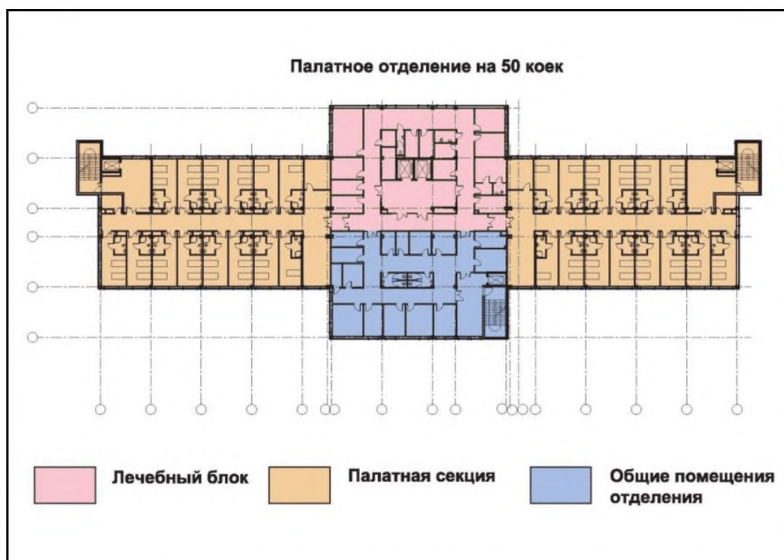 Палатное отделение на 50 коек
Лечебный блок
Палатная секция
Общие помещения
отделения